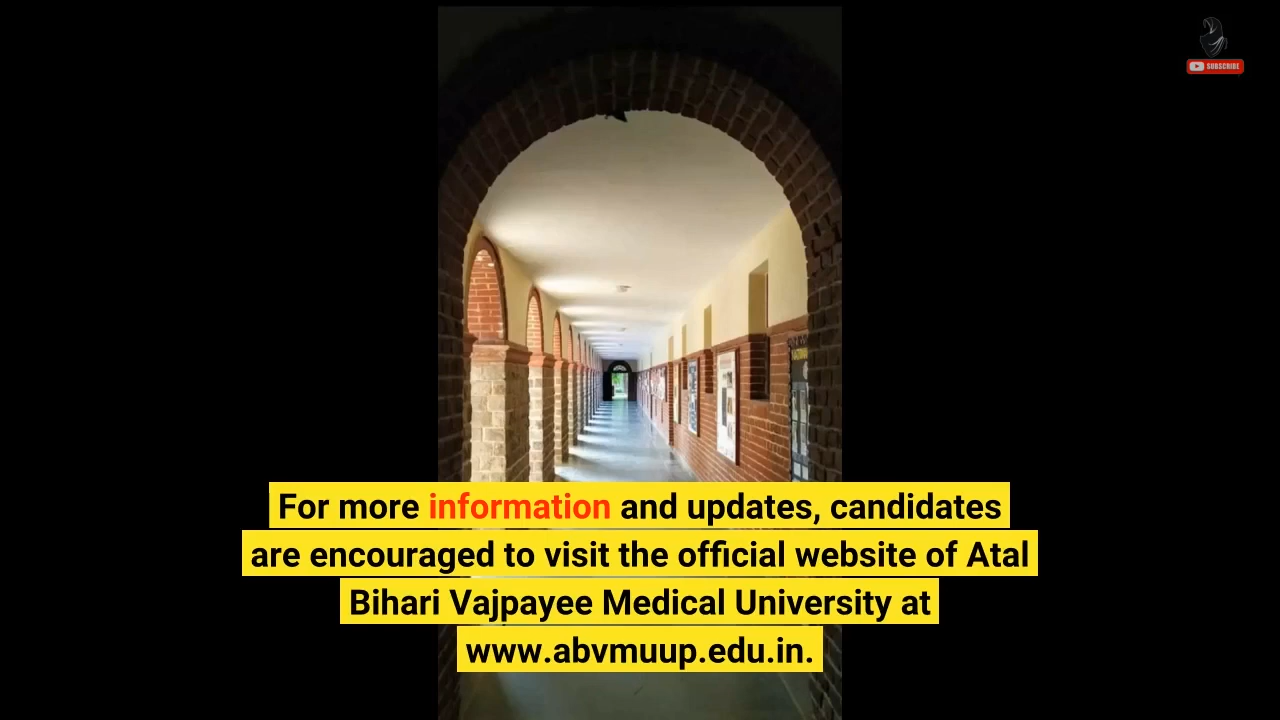 SUBSCRIBE
For more information and updates, candidates
are encouraged to visit the official website of Atal
Bihari Vajpayee Medical University at
www.abvmuup.edu.in.